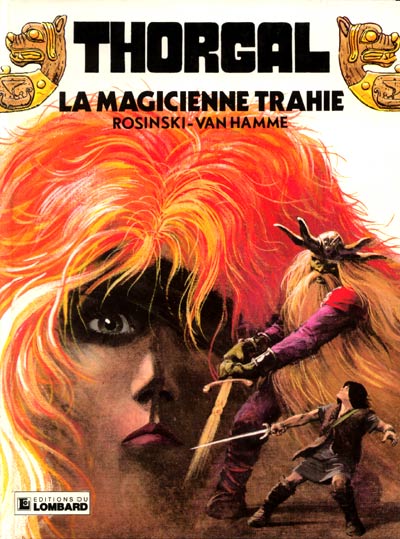 THORGAL
LA MAGICIENNE TRAHIE
ROSINSKI-VAN HAMME
EDITIONS DU
LOMBARD